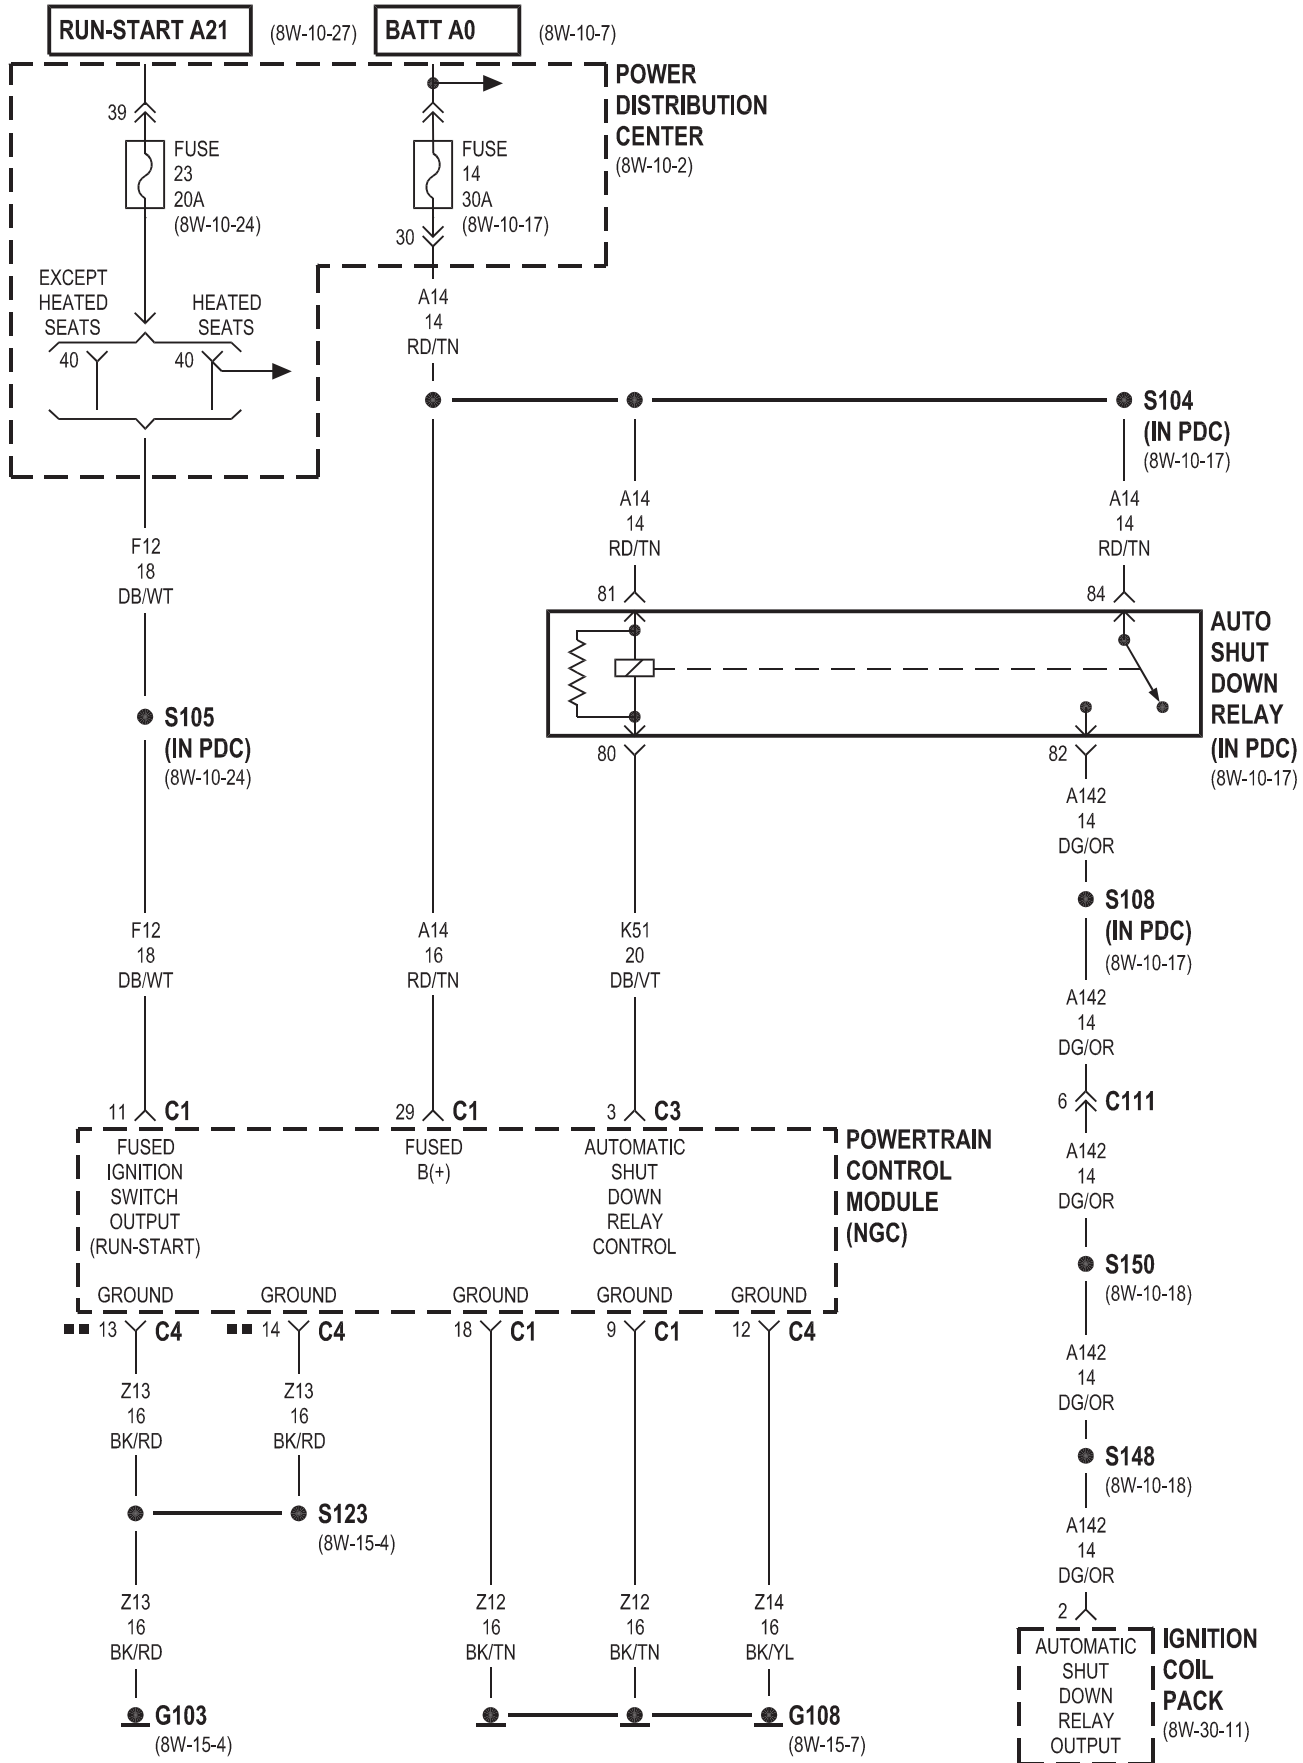 RUN-START A21
(8W-10-27)
BATT A0
(8W-10-7)
POWER
DISTRIBUTION
CENTER
(8W-10-2)
39
FUSE
23
20A
(8W-10-24)
FUSE
14
30A
(8W-10-17)
30
EXCEPT
HEATED
SEATS
HEATED
SEATS
40
40
A14
14
RD/TN
S104
(IN PDC)
(8W-10-17)
F12
18
DB/WT
A14
14
RD/TN
A14
14
RD/TN
81
84
AUTO
SHUT
DOWN
RELAY
(IN PDC)
(8W-10-17)
S105
(IN PDC)
(8W-10-24)
80
82
A142
14
DG/OR
S108
(IN PDC)
(8W-10-17)
F12
18
DB/WT
A14
16
RD/TN
K51
20
DB/VT
A142
14
DG/OR
11
C1
29
C1
3
C3
6
C111
FUSED
IGNITION
SWITCH
OUTPUT
(RUN-START)
FUSED
B(+)
AUTOMATIC
SHUT
DOWN
RELAY
CONTROL
POWERTRAIN
CONTROL
MODULE
(NGC)
A142
14
DG/OR
S150
(8W-10-18)
GROUND
GROUND
GROUND
GROUND
GROUND
13
C4
14
C4
18
C1
9
C1
12
C4
Z13
16
BK/RD
Z13
16
BK/RD
A142
14
DG/OR
S148
(8W-10-18)
S123
(8W-15-4)
A142
14
DG/OR
Z13
16
BK/RD
Z12
16
BK/TN
Z12
16
BK/TN
Z14
16
BK/YL
2
G103
(8W-15-4)
G108
(8W-15-7)
AUTOMATIC
SHUT
DOWN
RELAY
OUTPUT
IGNITION
COIL
PACK
(8W-30-11)